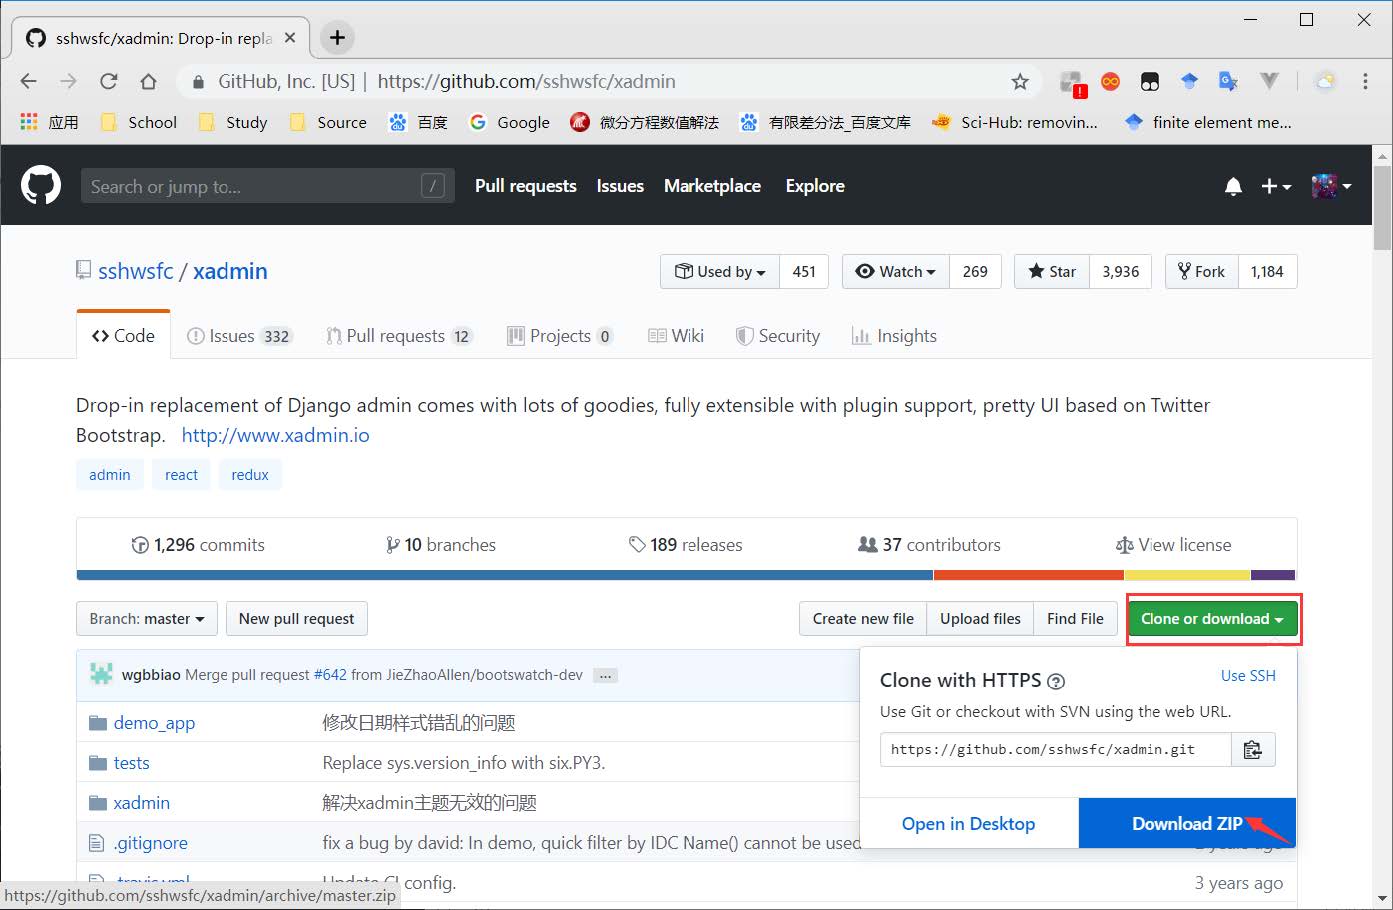 sshwsfc/xadmin: Drop-in repla
GitHub, Inc. [US] | https://github.com/sshwsfc/xadmin
应用 School Study Source 百度 Google 微分方程数值解法 有限差分法_百度文库 Sci-Hub: removin... finite element me...
Search or jump to... / Pull requests Issues Marketplace Explore
sshwsfc / xadmin
Used by 451 Watch 269 Star 3,936 Fork 1,184
Code Issues 332 Pull requests 12 Projects 0 Wiki Security Insights
Drop-in replacement of Django admin comes with lots of goodies, fully extensible with plugin support, pretty UI based on Twitter
Bootstrap. http://www.xadmin.io
admin react redux
1,296 commits 10 branches 189 releases 37 contributors View license
Branch: master New pull request Create new file Upload files Find File Clone or download
wgbbiao Merge pull request #642 from JieZhaoAllen/bootswatch-dev ...
Clone with HTTPS ? Use SSH
Use Git or checkout with SVN using the web URL.
https://github.com/sshwsfc/xadmin.git
Open in Desktop Download ZIP
demo_app 修改日期样式错乱的问题
tests Replace sys.version_info with six.PY3.
xadmin 解决xadmin主题无效的问题
.gitignore fix a bug by david: In demo, quick filter by IDC Name() cannot be used
.travis.yml Update CI config. 3 years ago
https://github.com/sshwsfc/xadmin/archive/master.zip